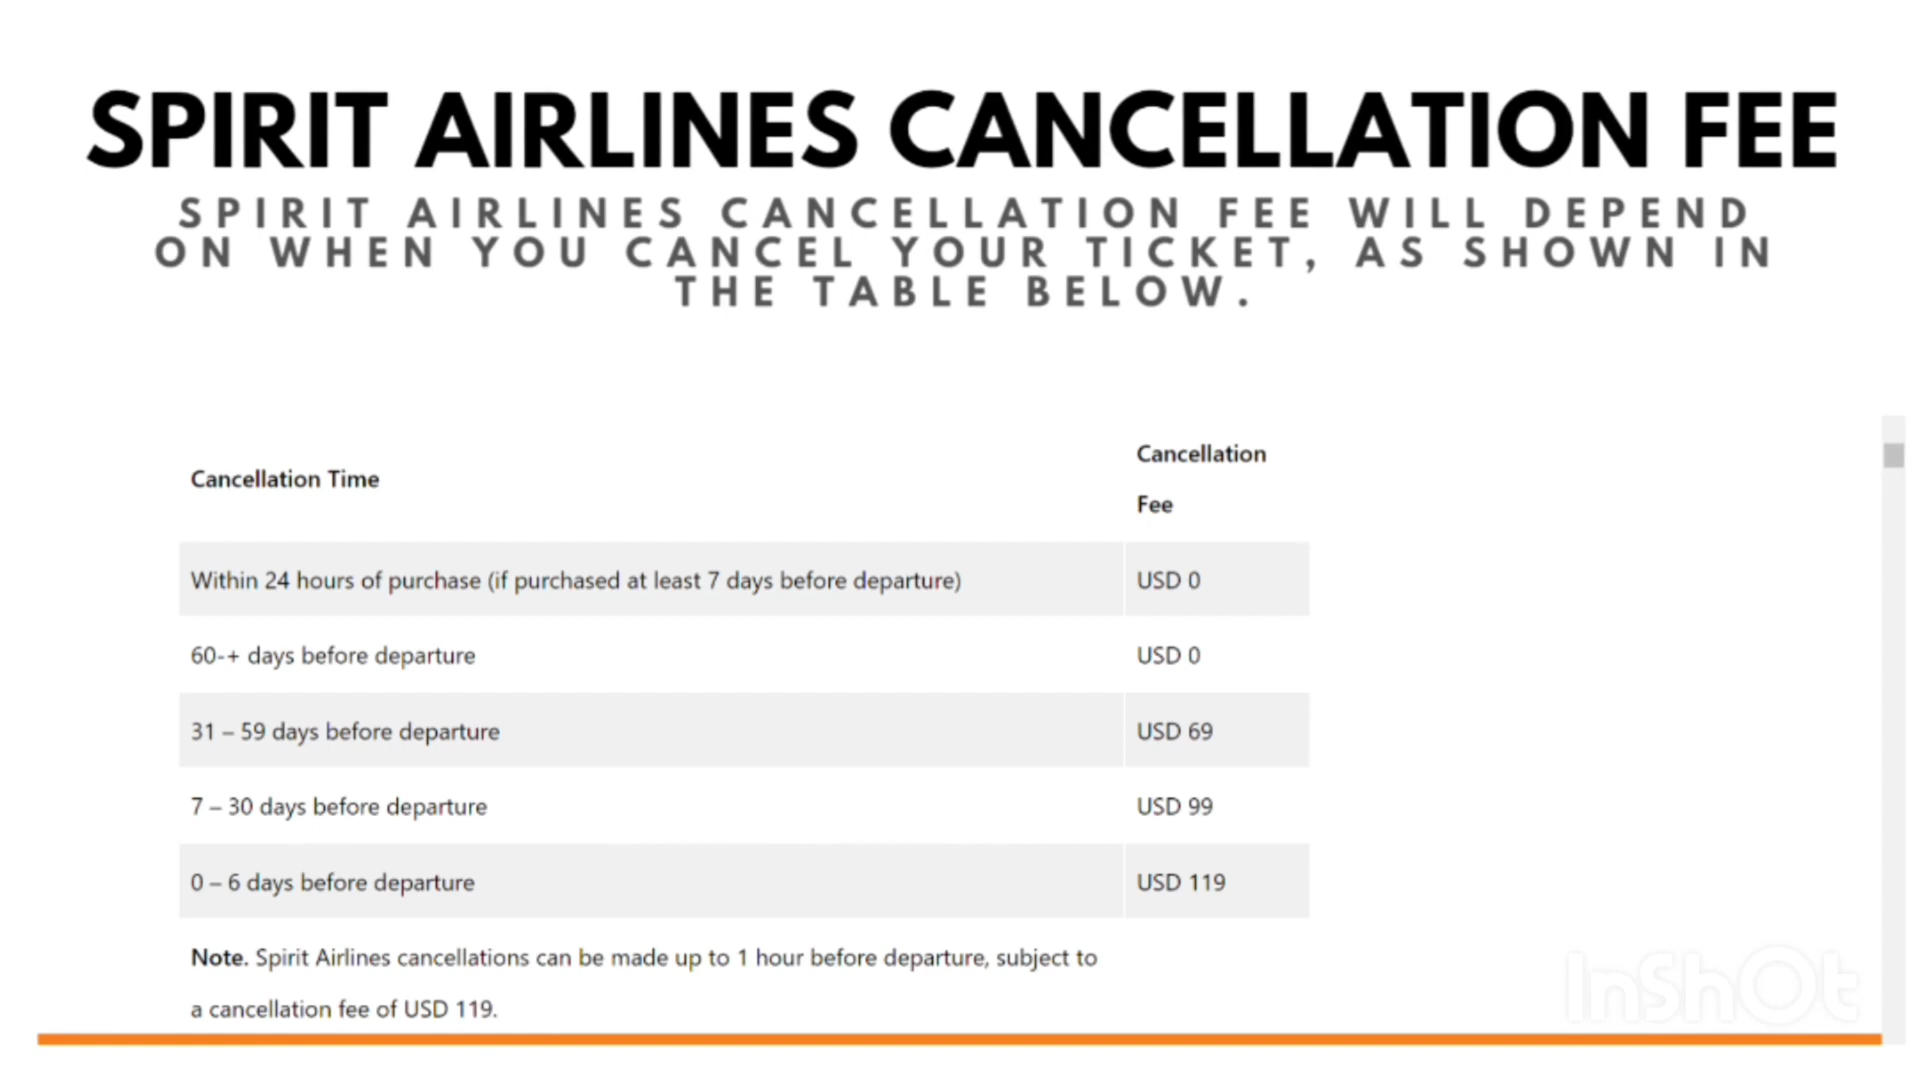 SPIRIT AIRLINES CANCELLATION FEE
SPIRIT AIRLINES CANCELLATION FEE WILL DEPEND
ON WHEN YOU CANCEL YOUR TICKET, AS SHOWN IN
THE TABLE BELOW.
Cancellation Time
Cancellation
Fee
Within 24 hours of purchase (if purchased at least 7 days before departure) USD 0
60-+ days before departure USD 0
31 – 59 days before departure USD 69
7 – 30 days before departure USD 99
0 – 6 days before departure USD 119
Note. Spirit Airlines cancellations can be made up to 1 hour before departure, subject to
a cancellation fee of USD 119.
InShOt